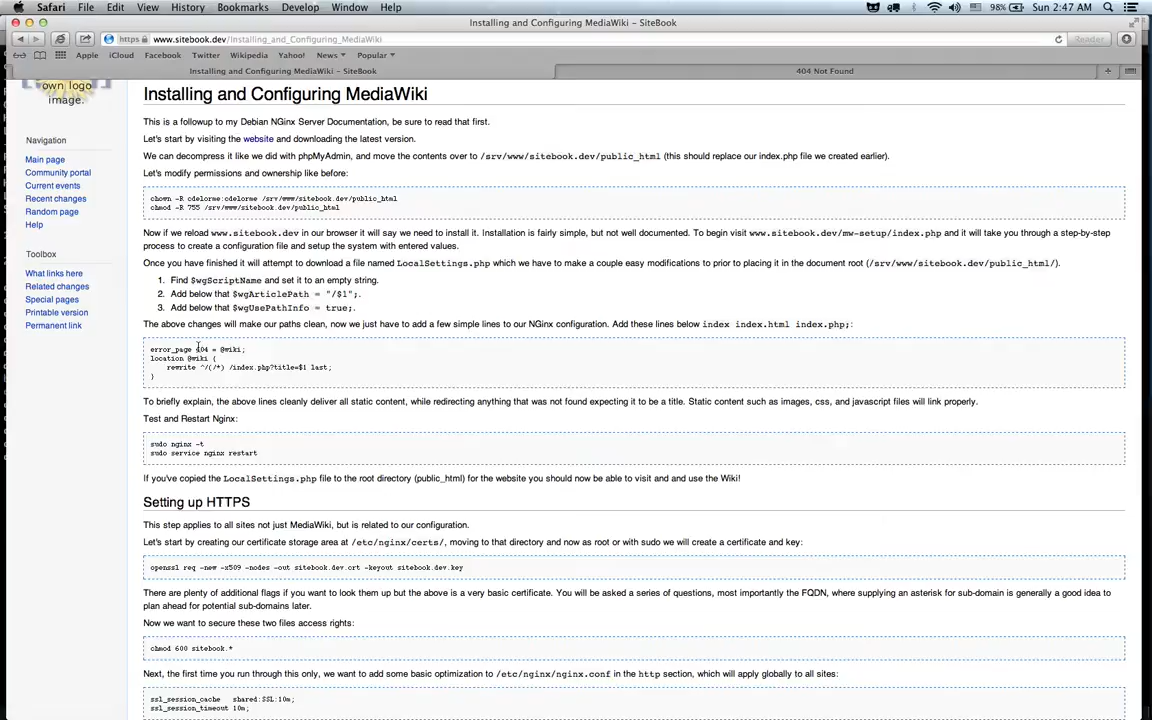 Safari File Edit View History Bookmarks Develop Window Help 98% Sun 2:47 AM
Installing and Configuring MediaWiki - SiteBook
https www.sitebook.dev/Installing_and_Configuring_MediaWiki Reader
Apple iCloud Facebook Twitter Wikipedia Yahoo! News Popular
Installing and Configuring MediaWiki - SiteBook 404 Not Found
own logo
image.
Navigation
Main page
Community portal
Current events
Recent changes
Random page
Help
Toolbox
What links here
Related changes
Special pages
Printable version
Permanent link
Installing and Configuring MediaWiki
This is a followup to my Debian NGinx Server Documentation, be sure to read that first.
Let's start by visiting the website and downloading the latest version.
We can decompress it like we did with phpMyAdmin, and move the contents over to /srv/www/sitebook.dev/public_html (this should replace our index.php file we created earlier).
Let's modify permissions and ownership like before:
chown -R cdelorme:cdelorme /srv/www/sitebook.dev/public_html
chmod -R 755 /srv/www/sitebook.dev/public_html
Now if we reload www.sitebook.dev in our browser it will say we need to install it. Installation is fairly simple, but not well documented. To begin visit www.sitebook.dev/mw-setup/index.php and it will take you through a step-by-step
process to create a configuration file and setup the system with entered values.
Once you have finished it will attempt to download a file named LocalSettings.php which we have to make a couple easy modifications to prior to placing it in the document root (/srv/www/sitebook.dev/public_html/).
1. Find $wgScriptName and set it to an empty string.
2. Add below that $wgArticlePath = "/$1";.
3. Add below that $wgUsePathInfo = true;.
The above changes will make our paths clean, now we just have to add a few simple lines to our NGinx configuration. Add these lines below index index.html index.php;:
error_page 404 = @wiki;
location @wiki {
rewrite ^/(/*) /index.php?title=$1 last;
}
To briefly explain, the above lines cleanly deliver all static content, while redirecting anything that was not found expecting it to be a title. Static content such as images, css, and javascript files will link properly.
Test and Restart Nginx:
sudo nginx -t
sudo service nginx restart
If you've copied the LocalSettings.php file to the root directory (public_html) for the website you should now be able to visit and and use the Wiki!
Setting up HTTPS
This step applies to all sites not just MediaWiki, but is related to our configuration.
Let's start by creating our certificate storage area at /etc/nginx/certs/, moving to that directory and now as root or with sudo we will create a certificate and key:
openssl req -new -x509 -nodes -out sitebook.dev.crt -keyout sitebook.dev.key
There are plenty of additional flags if you want to look them up but the above is a very basic certificate. You will be asked a series of questions, most importantly the FQDN, where supplying an asterisk for sub-domain is generally a good idea to
plan ahead for potential sub-domains later.
Now we want to secure these two files access rights:
chmod 600 sitebook.*
Next, the first time you run through this only, we want to add some basic optimization to /etc/nginx/nginx.conf in the http section, which will apply globally to all sites:
ssl_session_cache shared:SSL:10m;
ssl_session_timeout 10m;